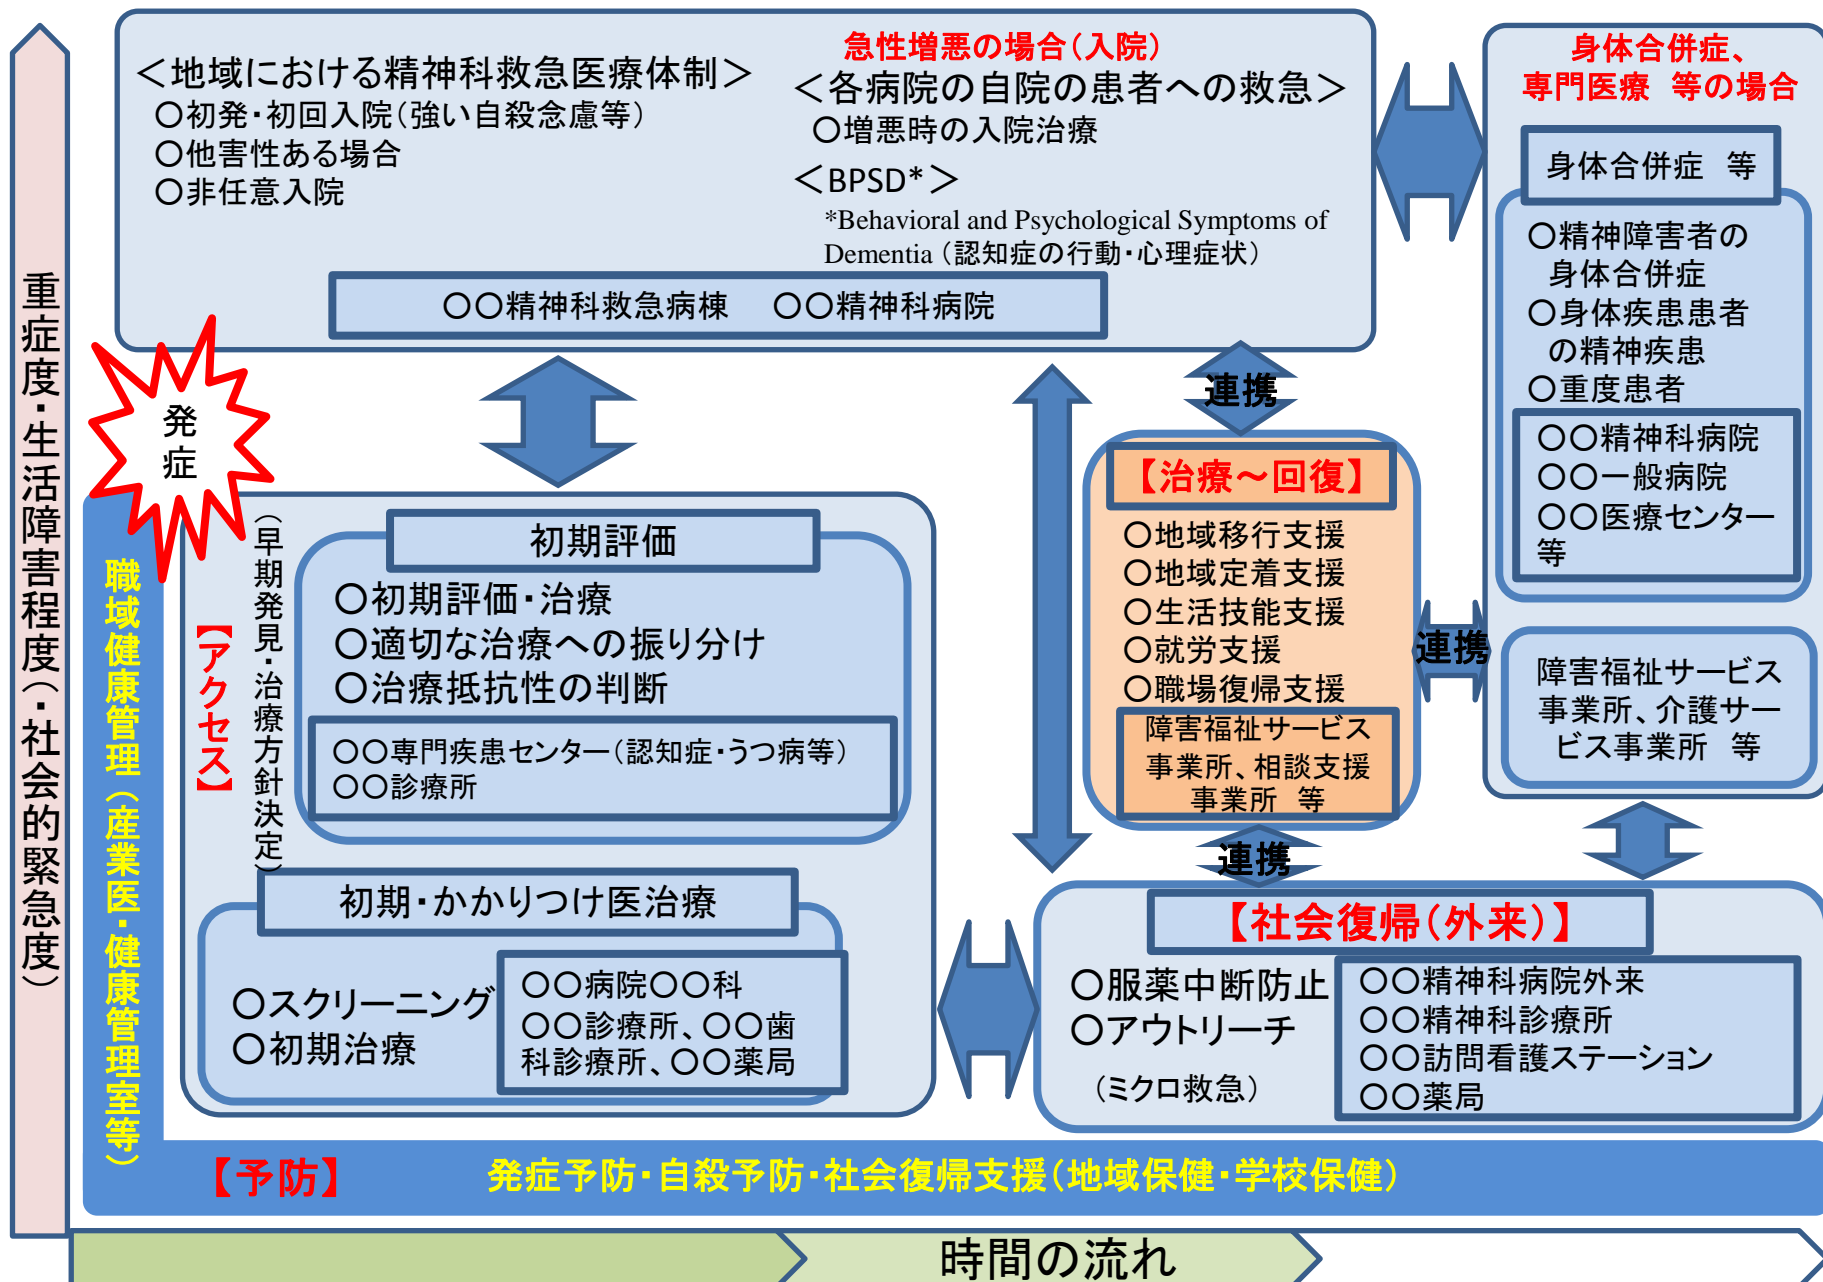 重症度・生活障害程度(・社会的緊急度)
<地域における精神科救急医療体制>
○初発・初回入院(強い自殺念慮等)
○他害性ある場合
○非任意入院
急性増悪の場合(入院)
<各病院の自院の患者への救急>
○増悪時の入院治療
<BPSD*>
*Behavioral and Psychological Symptoms of
Dementia(認知症の行動・心理症状)
○○精神科救急病棟 ○○精神科病院
身体合併症、
専門医療 等の場合
身体合併症 等
○精神障害者の
身体合併症
○身体疾患患者
の精神疾患
○重度患者
○○精神科病院
○○一般病院
○○医療センター
等
障害福祉サービス
事業所、介護サー
ビス事業所 等
発
症
連携
【治療~回復】
○地域移行支援
○地域定着支援
○生活技能支援
○就労支援
○職場復帰支援
障害福祉サービス
事業所、相談支援
事業所 等
連携
連携
職域健康管理(産業医・健康管理室等)
【アクセス】
(早期発見・治療方針決定)
初期評価
○初期評価・治療
○適切な治療への振り分け
○治療抵抗性の判断
○○専門疾患センター(認知症・うつ病等)
○○診療所
初期・かかりつけ医治療
○スクリーニング
○初期治療
○○病院○○科
○○診療所、○○歯
科診療所、○○薬局
【社会復帰(外来)】
○服薬中断防止
○アウトリーチ
(ミクロ救急)
○○精神科病院外来
○○精神科診療所
○○訪問看護ステーション
○○薬局
【予防】 発症予防・自殺予防・社会復帰支援(地域保健・学校保健)
時間の流れ